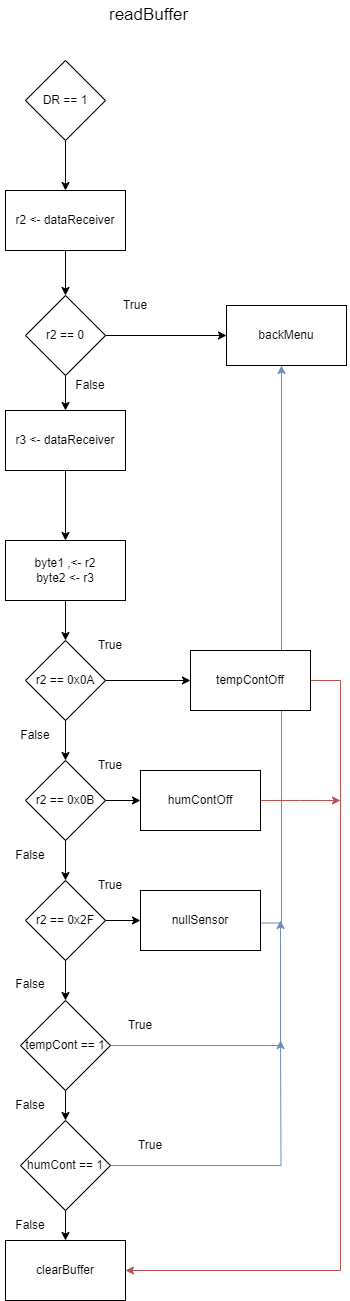 readBuffer
DR == 1
r2 <- dataReceiver
True
r2 == 0
backMenu
False
r3 <- dataReceiver
byte1 ,<- r2
byte2 <- r3
True
r2 == 0x0A
tempContOff
False
True
r2 == 0x0B
humContOff
False
True
r2 == 0x2F
nullSensor
False
True
tempCont == 1
False
True
humCont == 1
False
clearBuffer